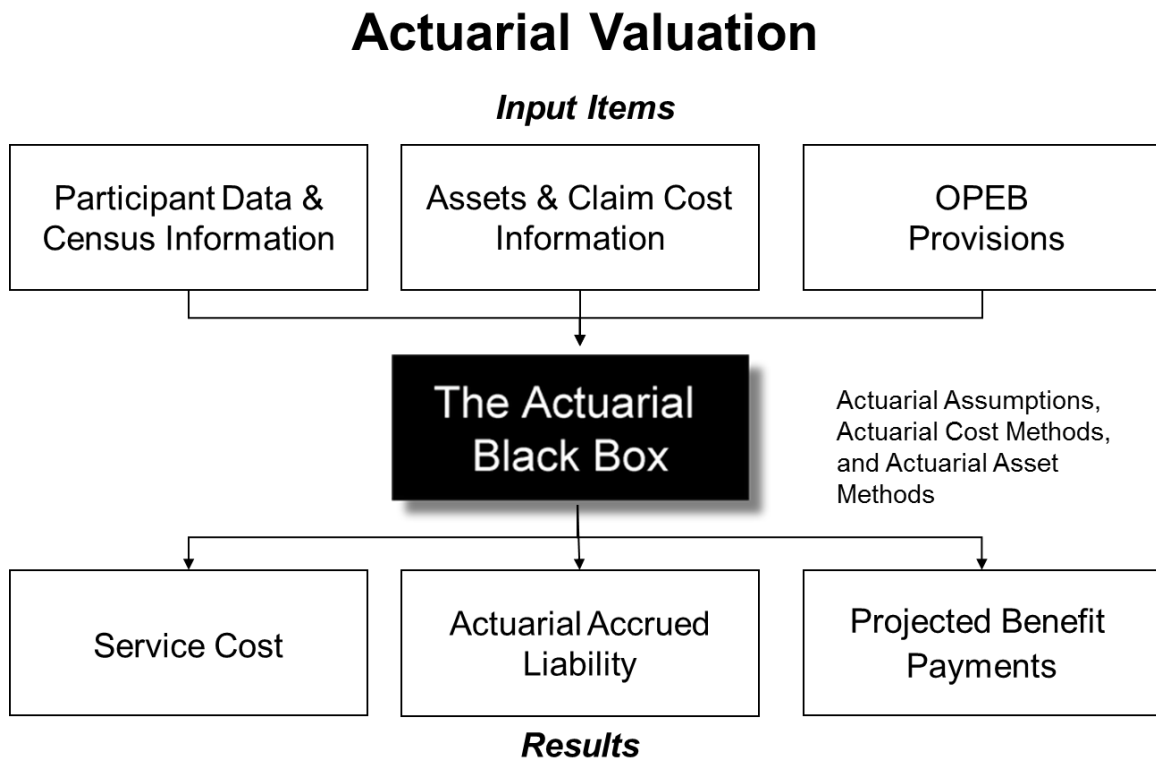 Actuarial Valuation
Input Items
Participant Data &
Census Information
Assets & Claim Cost
Information
OPEB
Provisions
The Actuarial
Black Box
Actuarial Assumptions,
Actuarial Cost Methods,
and Actuarial Asset
Methods
Service Cost
Actuarial Accrued
Liability
Projected Benefit
Payments
Results